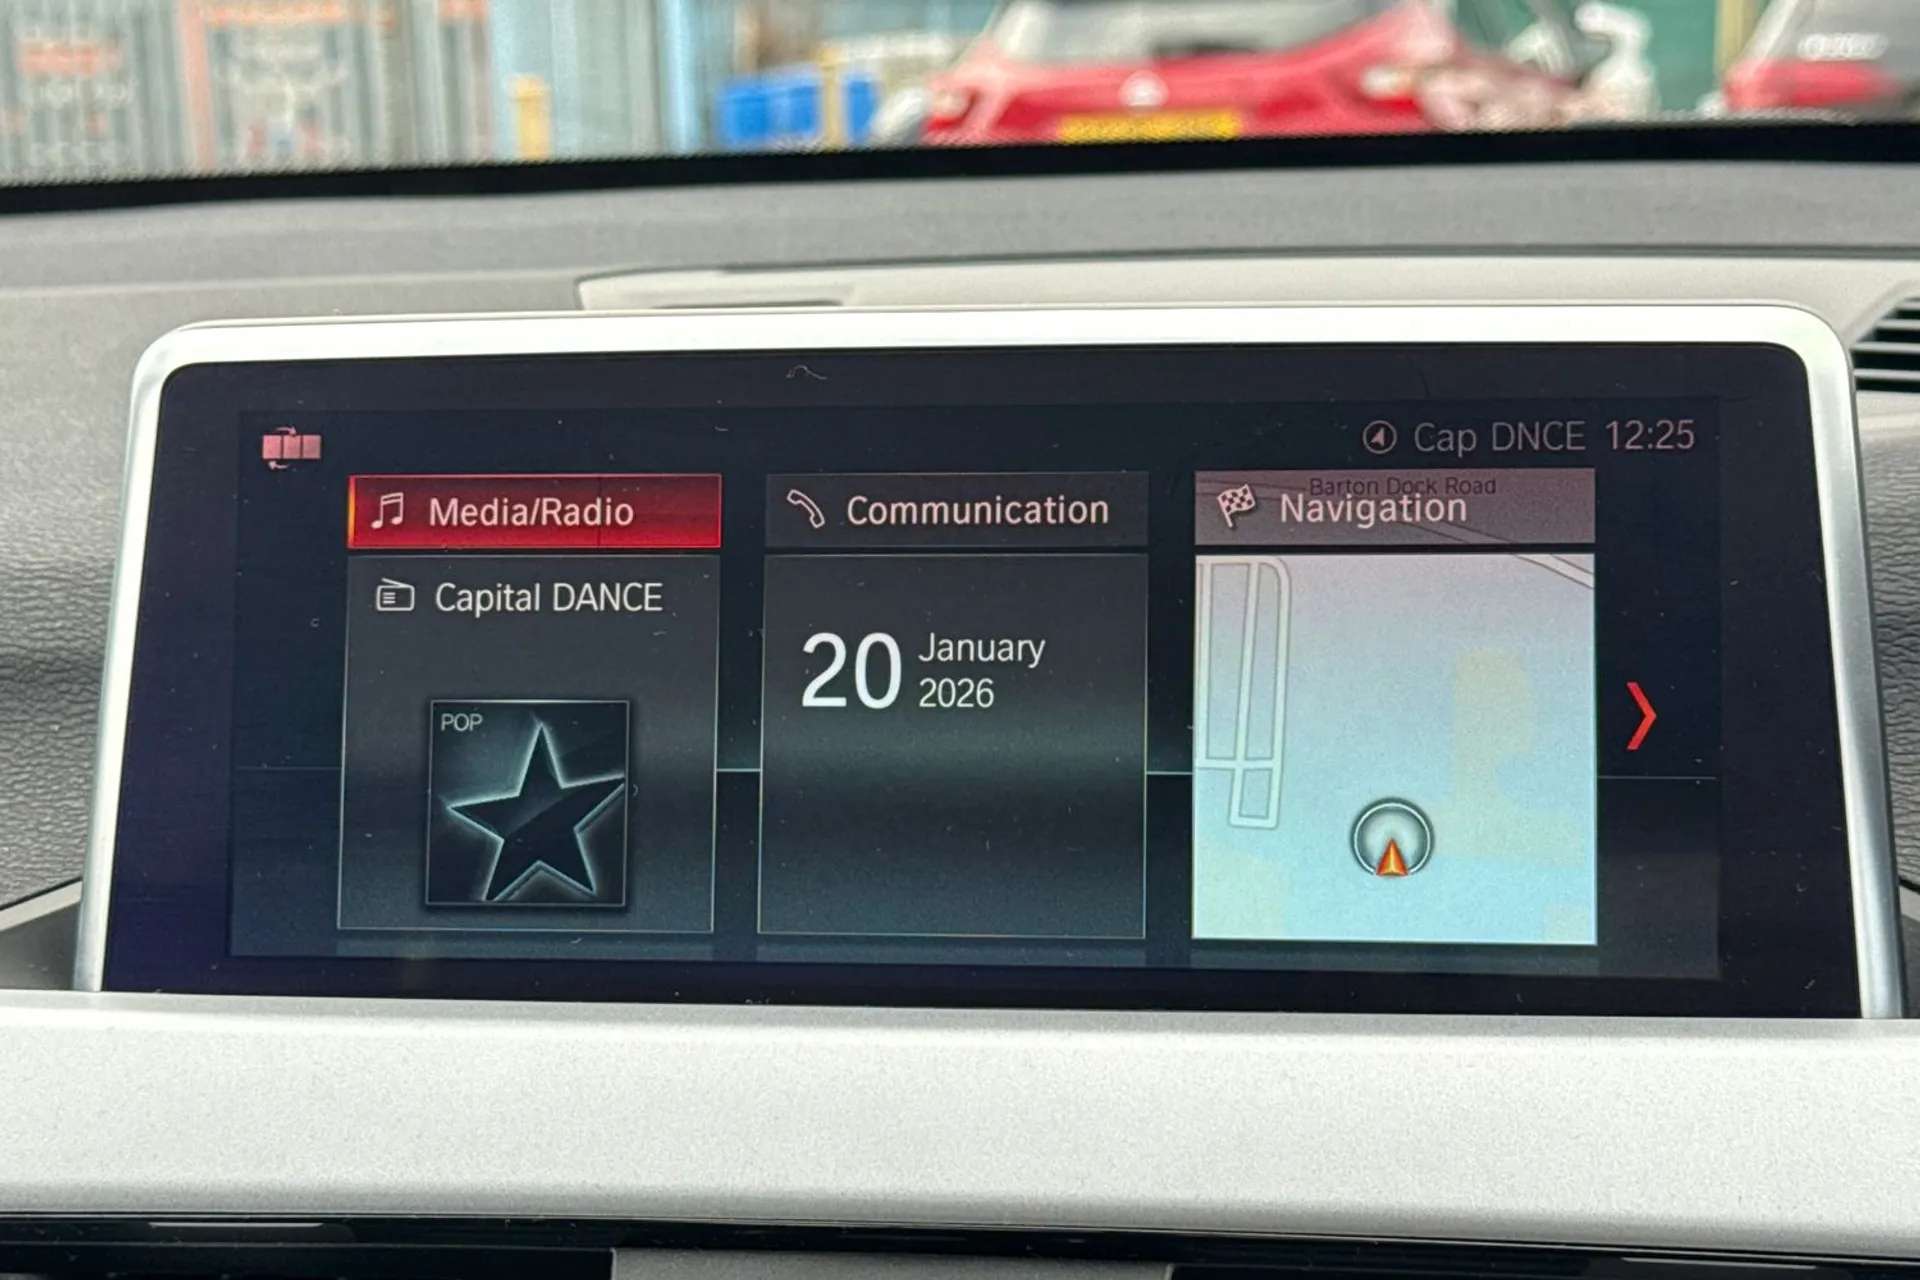 Cap DNCE 12:25
Media/Radio
Communication
Barton Dock Road
Navigation
Capital DANCE
20 January
2026
POP